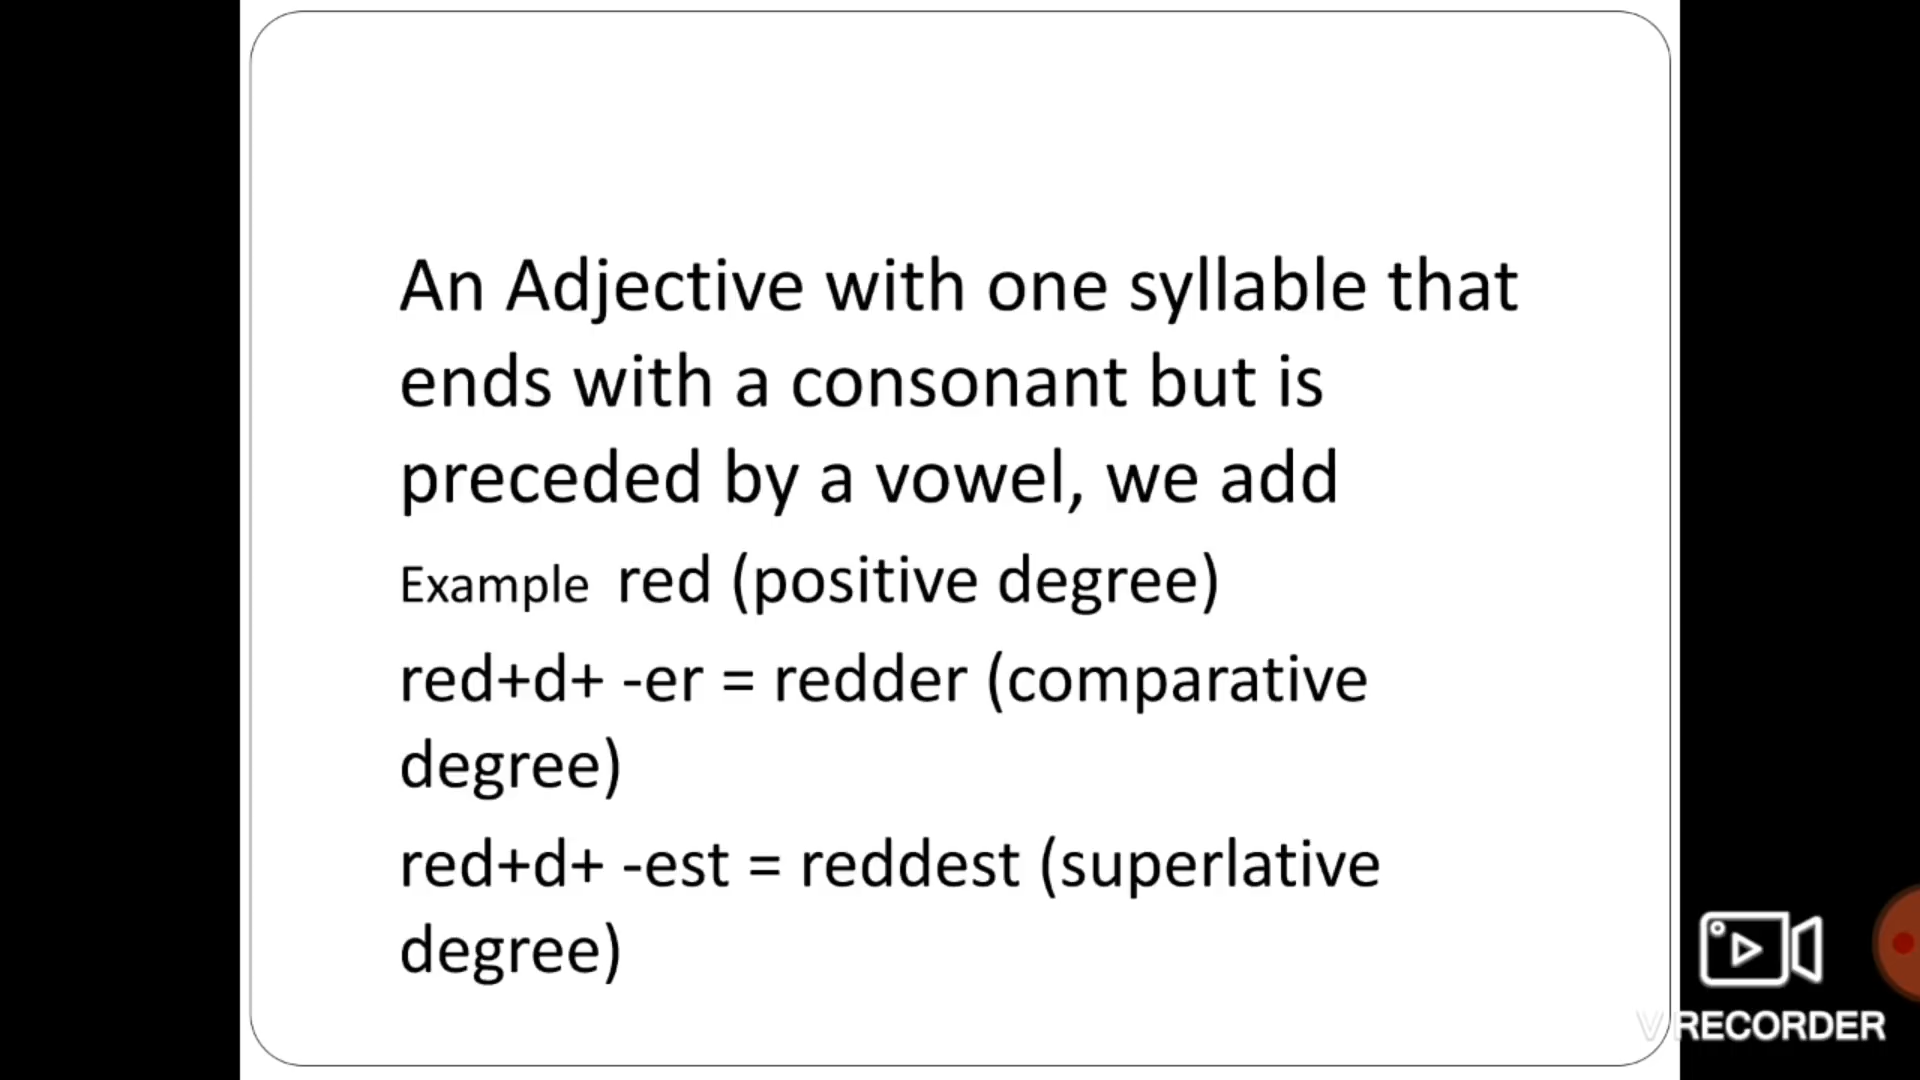 An Adjective with one syllable that
ends with a consonant but is
preceded by a vowel, we add
Example red (positive degree)
red+d+ -er = redder (comparative
degree)
red+d+ -est = reddest (superlative
degree)
V RECORDER